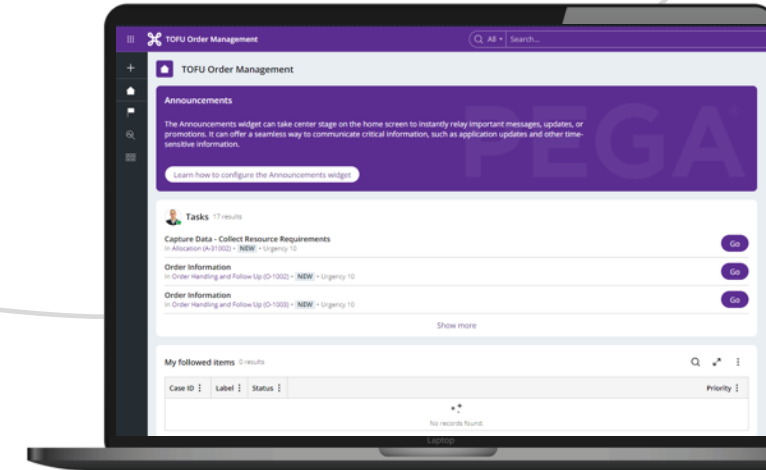 TOFU Order Management
All
Search...
TOFU Order Management
Announcements
The Announcements widget can take center stage on the home screen to instantly relay important messages, updates, or
promotions. It can offer a seamless way to communicate critical information, such as application updates and other time-
sensitive information.
PEGA
Learn how to configure the Announcements widget
Tasks 17 results
Capture Data - Collect Resource Requirements
In Allocation (A-31002) • NEW • Urgency 10
Go
Order Information
In Order Handling and Follow Up (O-1002) • NEW • Urgency 10
Go
Order Information
In Order Handling and Follow Up (O-1003) • NEW • Urgency 10
Go
Show more
My followed items 0 results
Case ID Label Status Priority
No records found.
Laptop